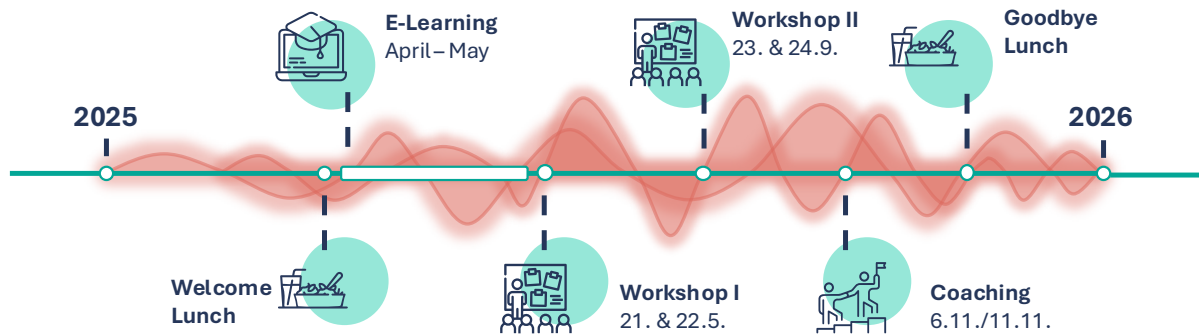 E-Learning
April – May
Workshop II
23. & 24.9.
Goodbye
Lunch
2025
2026
Welcome
Lunch
Workshop I
21. & 22.5.
Coaching
6.11./11.11.